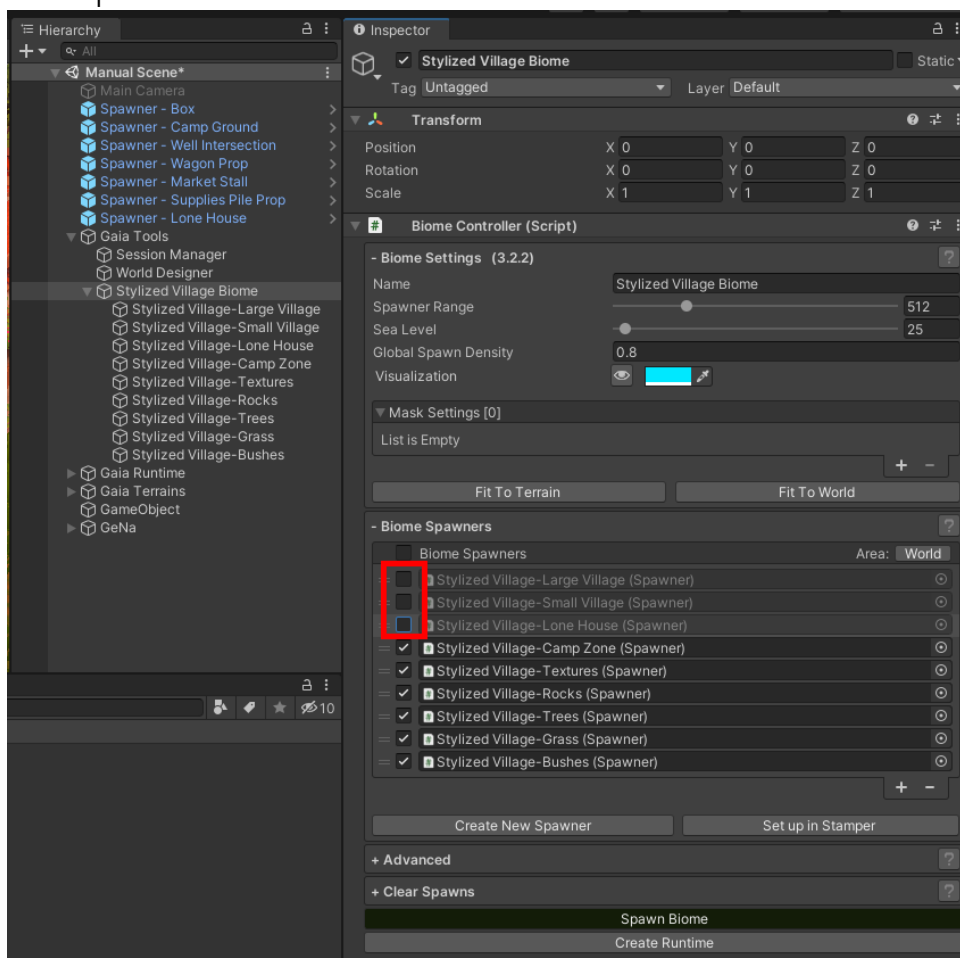 Hierarchy
All
Manual Scene*
Main Camera
Spawner - Box
Spawner - Camp Ground
Spawner - Well Intersection
Spawner - Wagon Prop
Spawner - Market Stall
Spawner - Supplies Pile Prop
Spawner - Lone House
Gaia Tools
Session Manager
World Designer
Stylized Village Biome
Stylized Village-Large Village
Stylized Village-Small Village
Stylized Village-Lone House
Stylized Village-Camp Zone
Stylized Village-Textures
Stylized Village-Rocks
Stylized Village-Trees
Stylized Village-Grass
Stylized Village-Bushes
Gaia Runtime
Gaia Terrains
GameObject
GeNa
10
Inspector
Stylized Village Biome Static
Tag Untagged Layer Default
Transform
Position X 0 Y 0 Z 0
Rotation X 0 Y 0 Z 0
Scale X 1 Y 1 Z 1
# Biome Controller (Script)
- Biome Settings (3.2.2) ?
Name Stylized Village Biome
Spawner Range 512
Sea Level 25
Global Spawn Density 0.8
Visualization
Mask Settings [0]
List is Empty
+ -
Fit To Terrain Fit To World
- Biome Spawners ?
Biome Spawners Area: World
Stylized Village-Large Village (Spawner)
Stylized Village-Small Village (Spawner)
Stylized Village-Lone House (Spawner)
Stylized Village-Camp Zone (Spawner)
Stylized Village-Textures (Spawner)
Stylized Village-Rocks (Spawner)
Stylized Village-Trees (Spawner)
Stylized Village-Grass (Spawner)
Stylized Village-Bushes (Spawner)
+ -
Create New Spawner Set up in Stamper
+ Advanced ?
+ Clear Spawns ?
Spawn Biome
Create Runtime